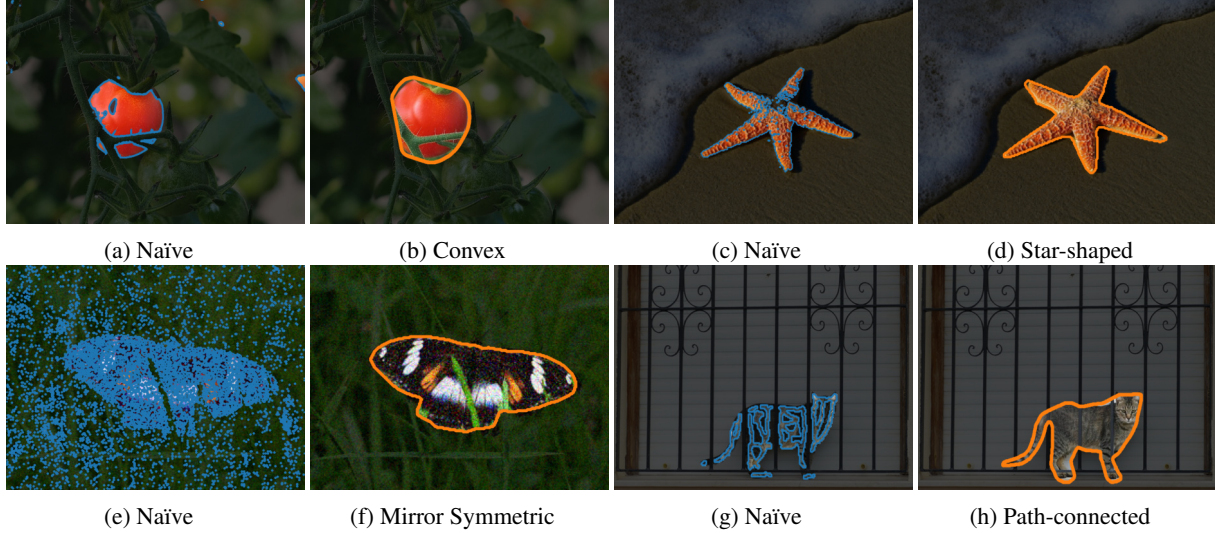 (a) Naïve
(b) Convex
(c) Naïve
(d) Star-shaped
(e) Naïve
(f) Mirror Symmetric
(g) Naïve
(h) Path-connected